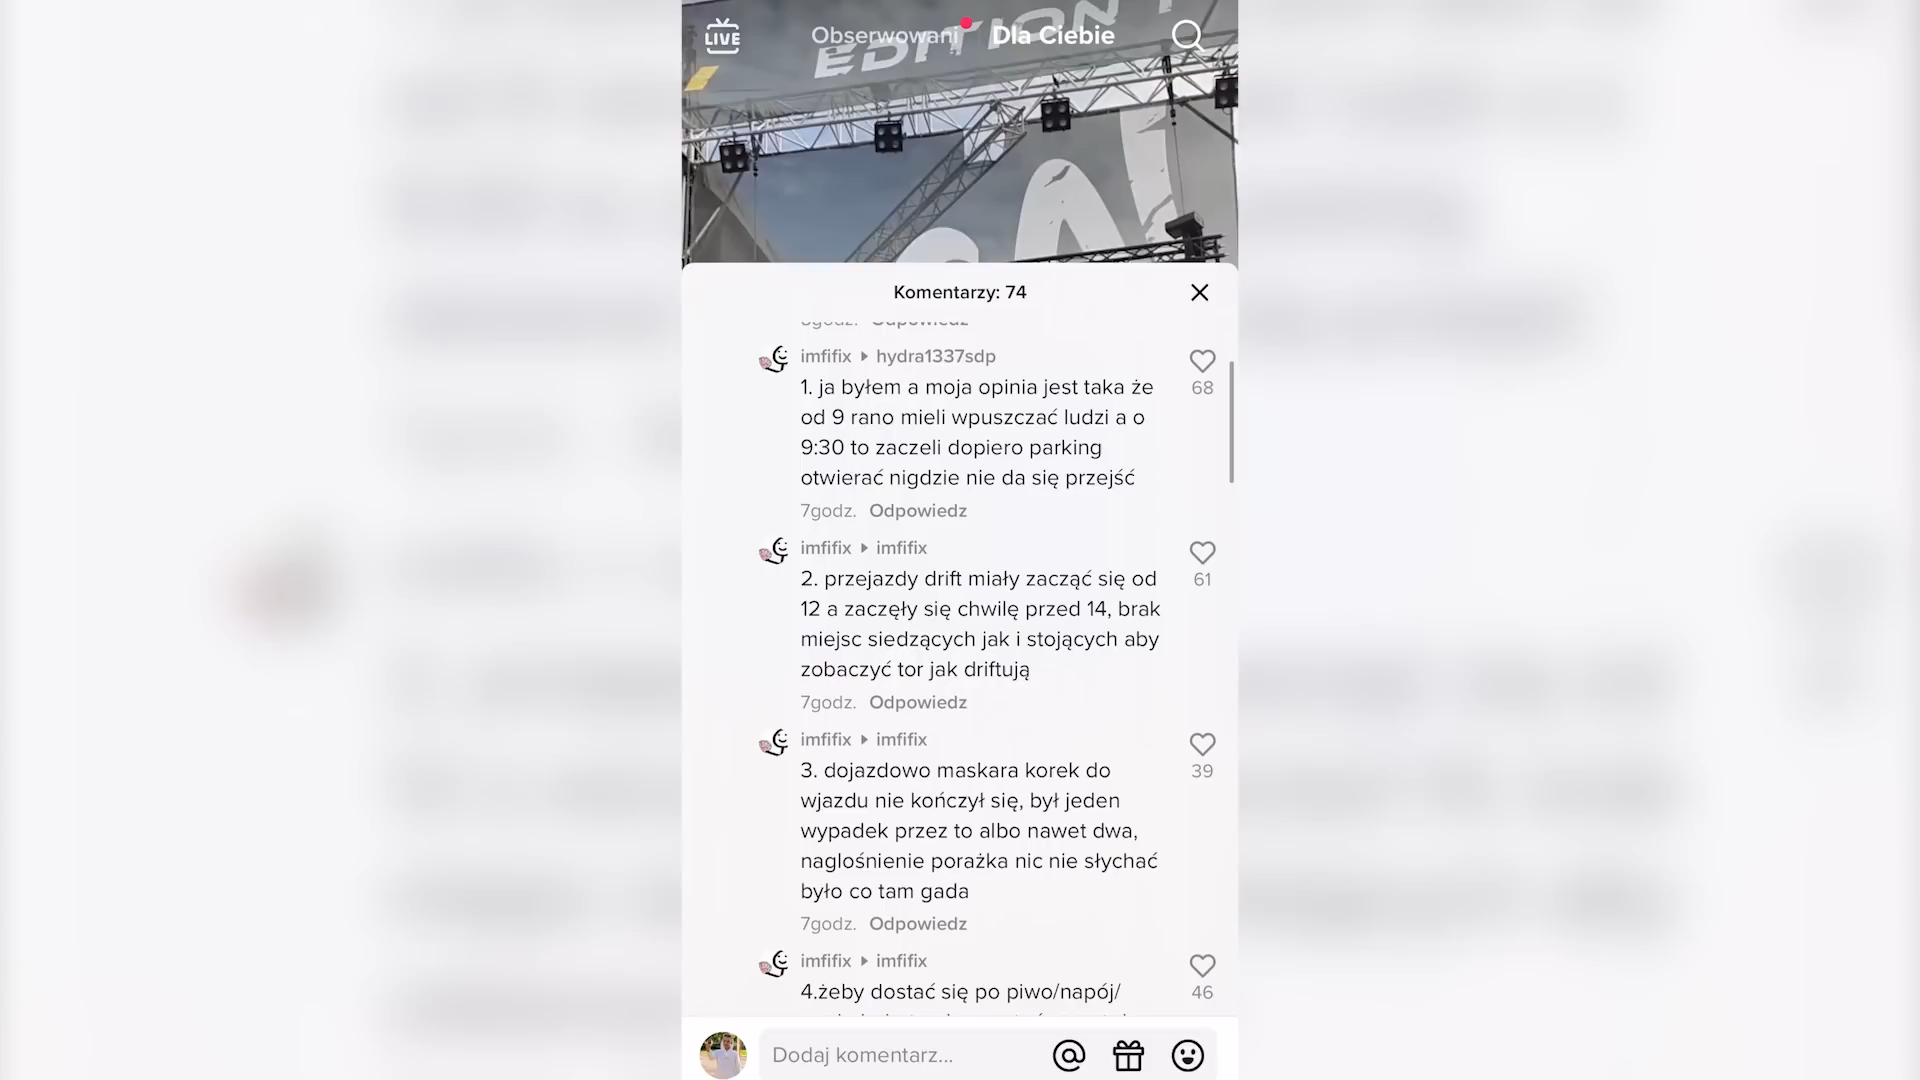 LIVE
Obserwowani
Dla Ciebie
EDITION
Komentarzy: 74
8godz. Odpowiedz
imfifix hydra1337sdp
1. ja byłem a moja opinia jest taka że
od 9 rano mieli wpuszczać ludzi a o
9:30 to zaczeli dopiero parking
otwierać nigdzie nie da się przejść
68
7godz. Odpowiedz
imfifix imfifix
2. przejazdy drift miały zacząć się od
12 a zaczęły się chwilę przed 14, brak
miejsc siedzących jak i stojących aby
zobaczyć tor jak driftują
61
7godz. Odpowiedz
imfifix imfifix
3. dojazdowo maskara korek do
wjazdu nie kończył się, był jeden
wypadek przez to albo nawet dwa,
naglośnienie porażka nic nie słychać
było co tam gada
39
7godz. Odpowiedz
imfifix imfifix
4.żeby dostać się po piwo/napój/
46
Dodaj komentarz...